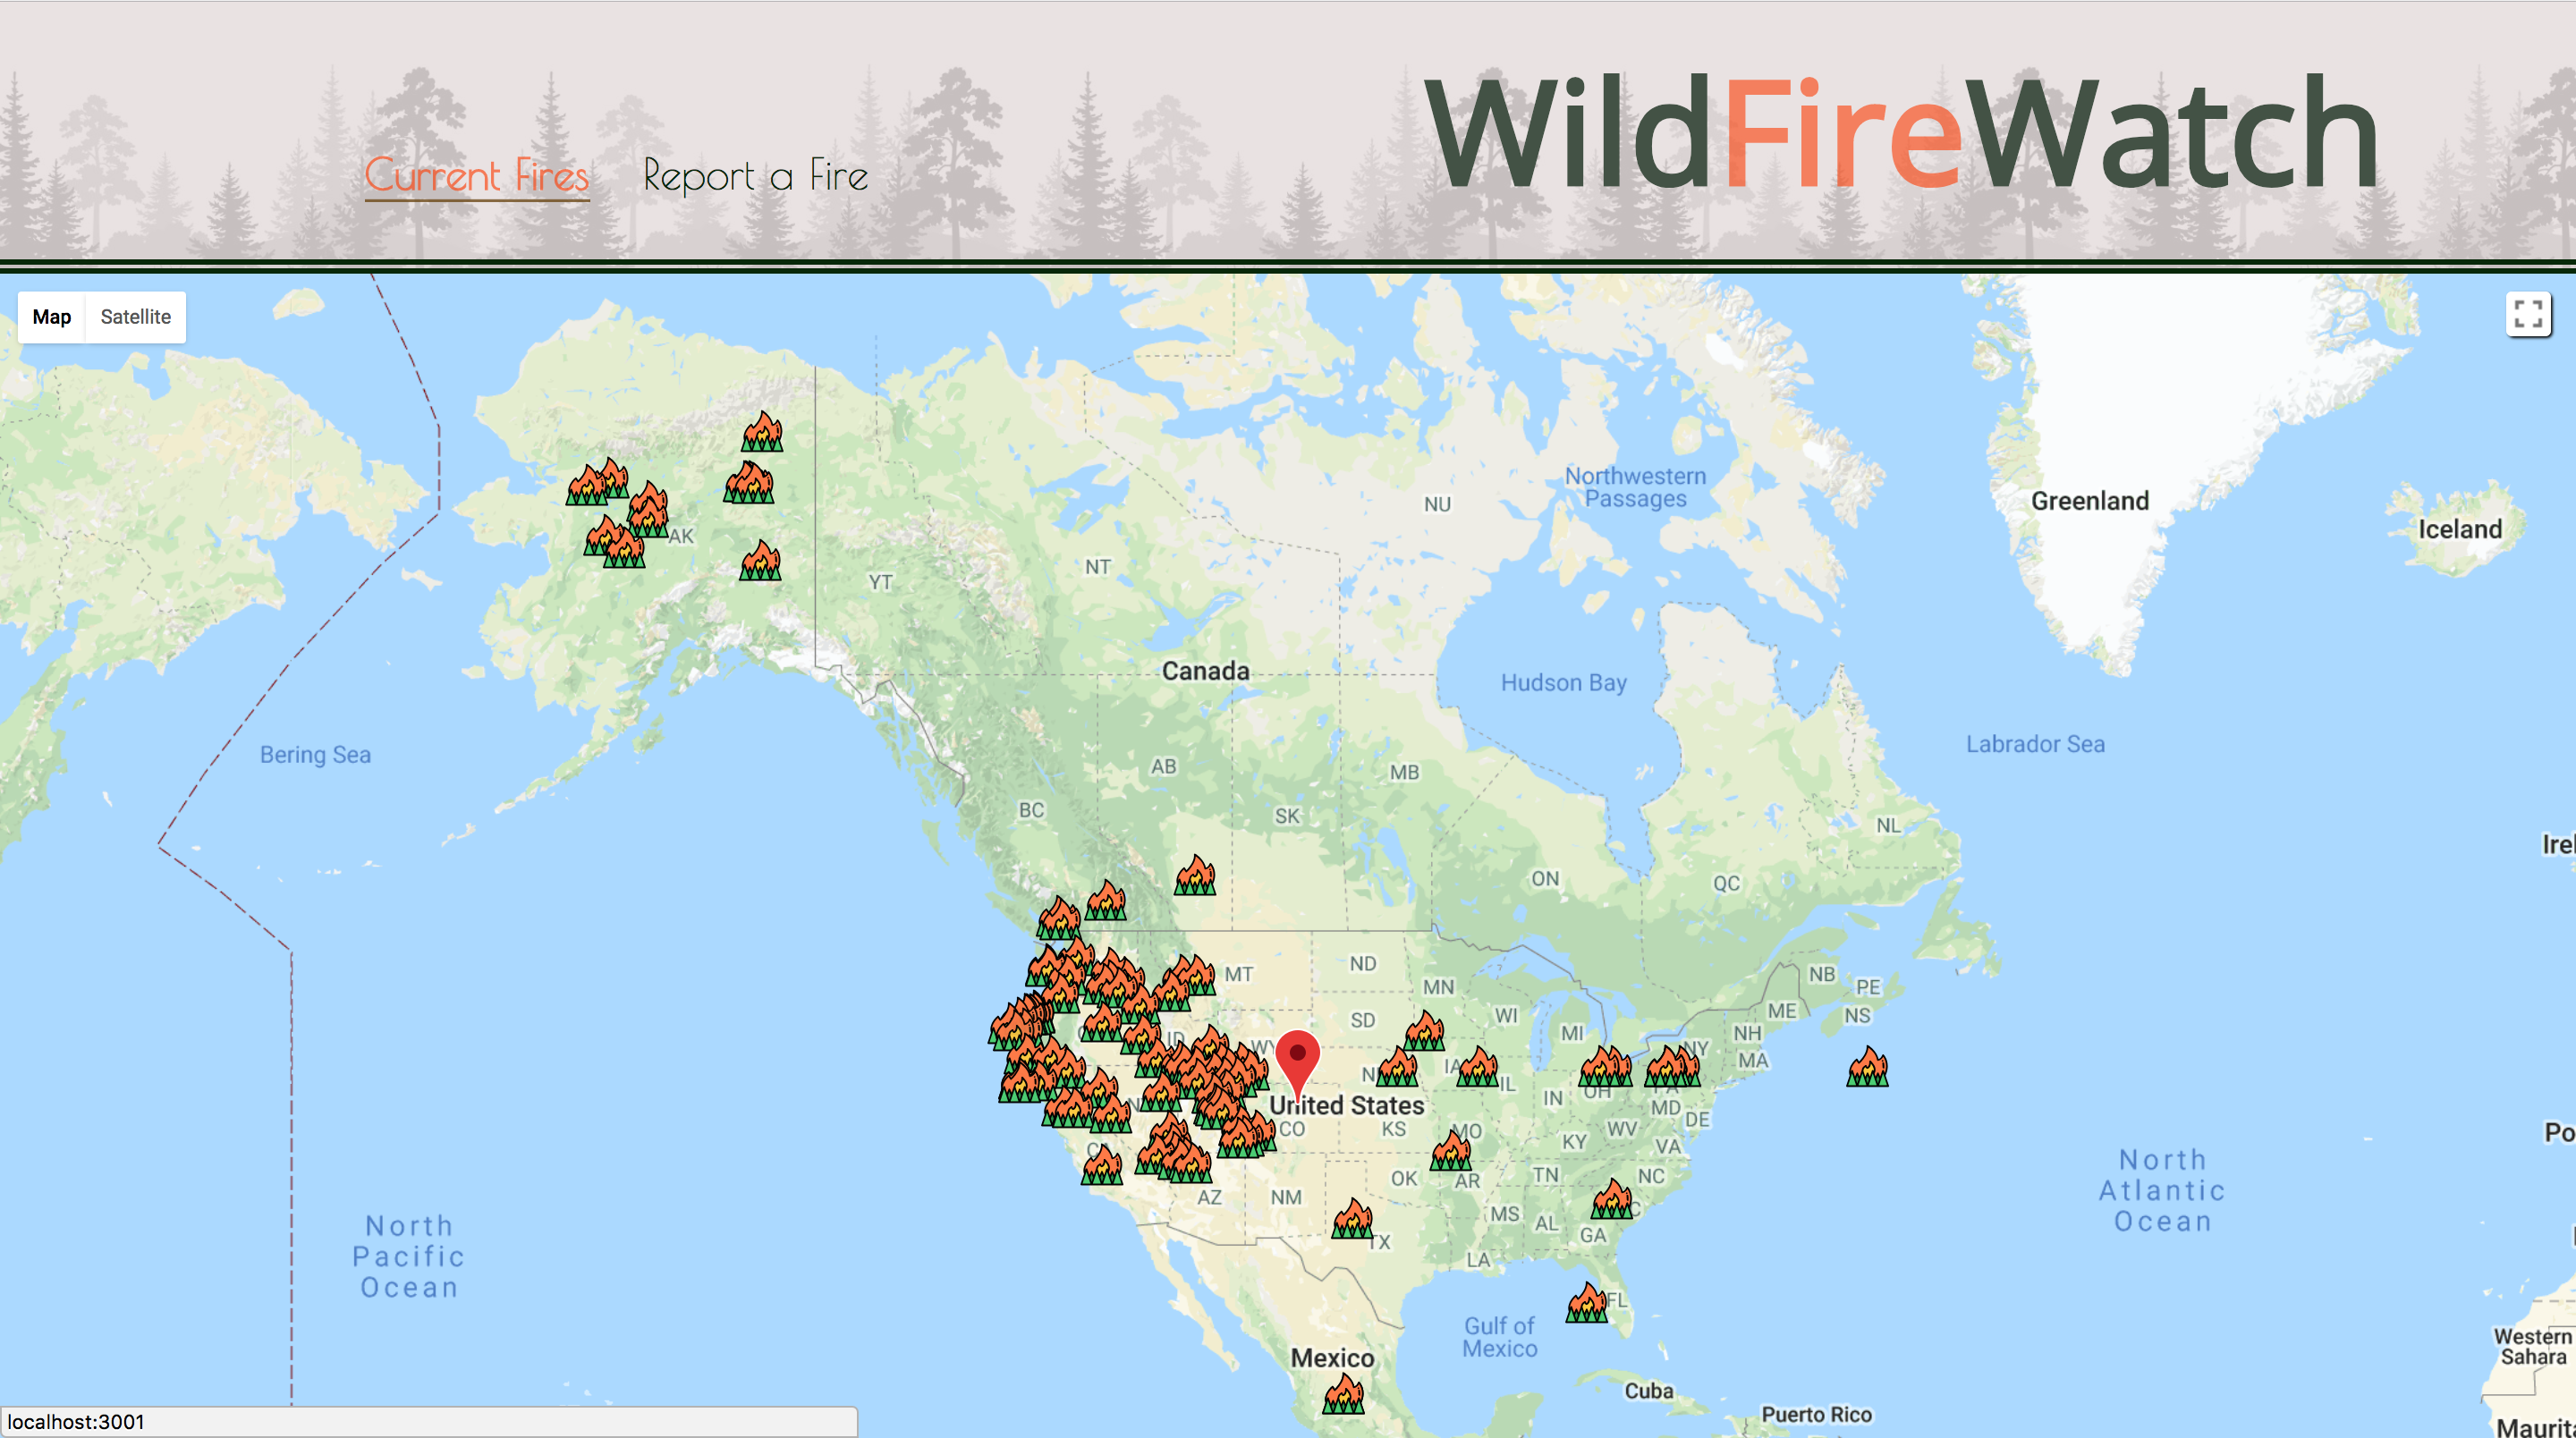 WildFireWatch
Current Fires
Report a Fire
Map
Satellite
Northwestern
Passages
NU
Greenland
Iceland
AK
NT
YT
Canada
Hudson Bay
Labrador Sea
Bering Sea
AB
MB
BC
SK
NL
Irel
ON
QC
ND
MT
NB
PE
MN
ME
NS
WI
SD
MI
NH
ID
WY
NY
MA
IA
IL
OH
PA
IN
MD
United States
DE
CO
KS
MO
WV
KY
VA
Po
North
Atlantic
Ocean
OK
AR
TN
NC
AZ
NM
MS
AL
GA
TX
LA
North
Pacific
Ocean
FL
Gulf of
Mexico
Western
Sahara
Mexico
Cuba
Puerto Rico
Maurita
localhost:3001